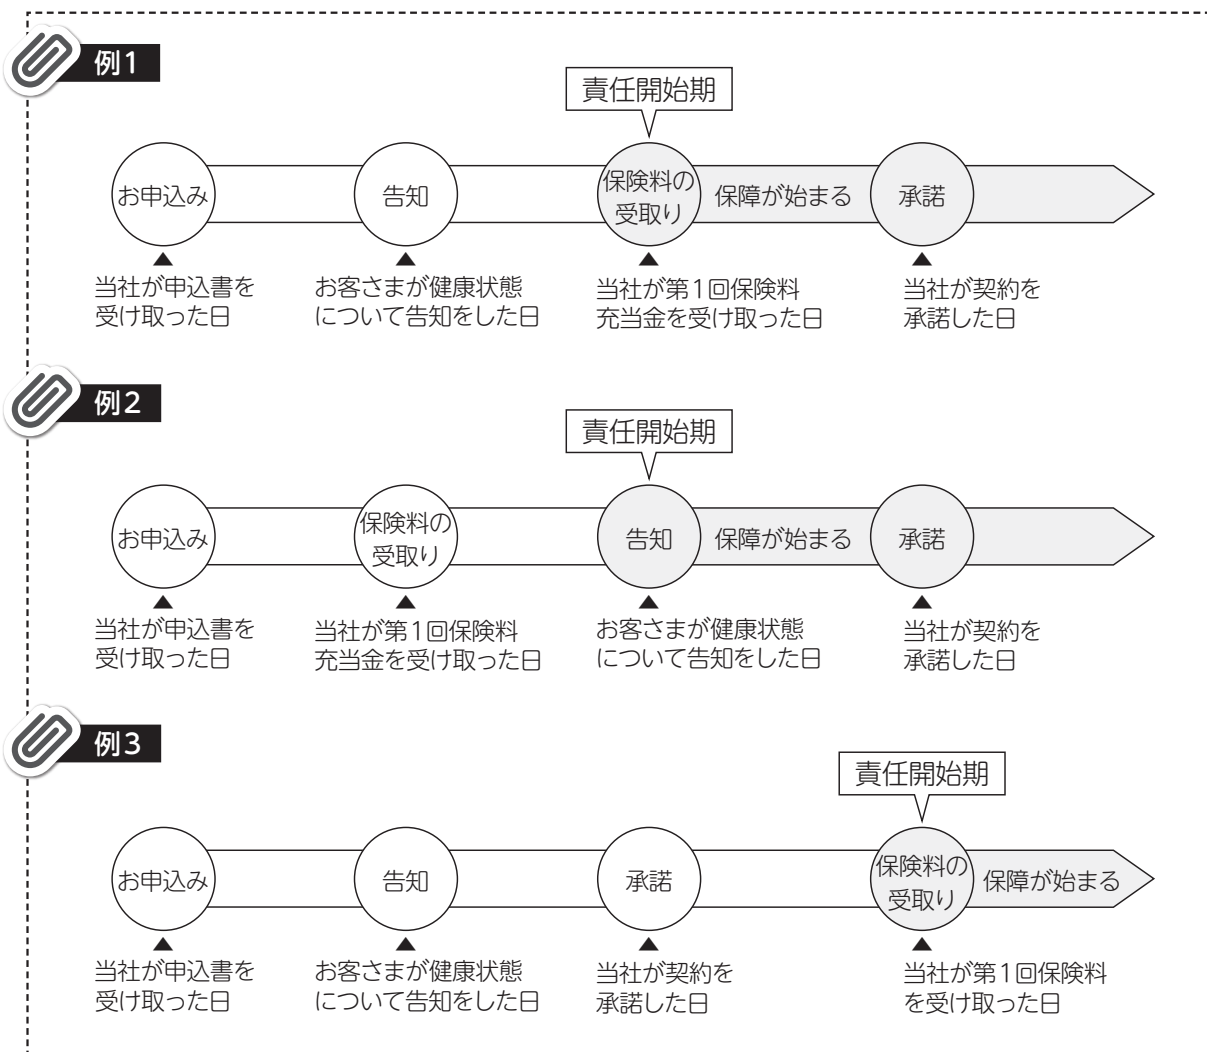 例1
責任開始期
お申込み
告知
保険料の
受取り
保障が始まる
承諾
当社が申込書を
受け取った日
お客さまが健康状態
について告知をした日
当社が第1回保険料
充当金を受け取った日
当社が契約を
承諾した日
例2
責任開始期
お申込み
保険料の
受取り
告知
保障が始まる
承諾
当社が申込書を
受け取った日
当社が第1回保険料
充当金を受け取った日
お客さまが健康状態
について告知をした日
当社が契約を
承諾した日
例3
責任開始期
お申込み
告知
承諾
保険料の
受取り
保障が始まる
当社が申込書を
受け取った日
お客さまが健康状態
について告知をした日
当社が契約を
承諾した日
当社が第1回保険料
を受け取った日